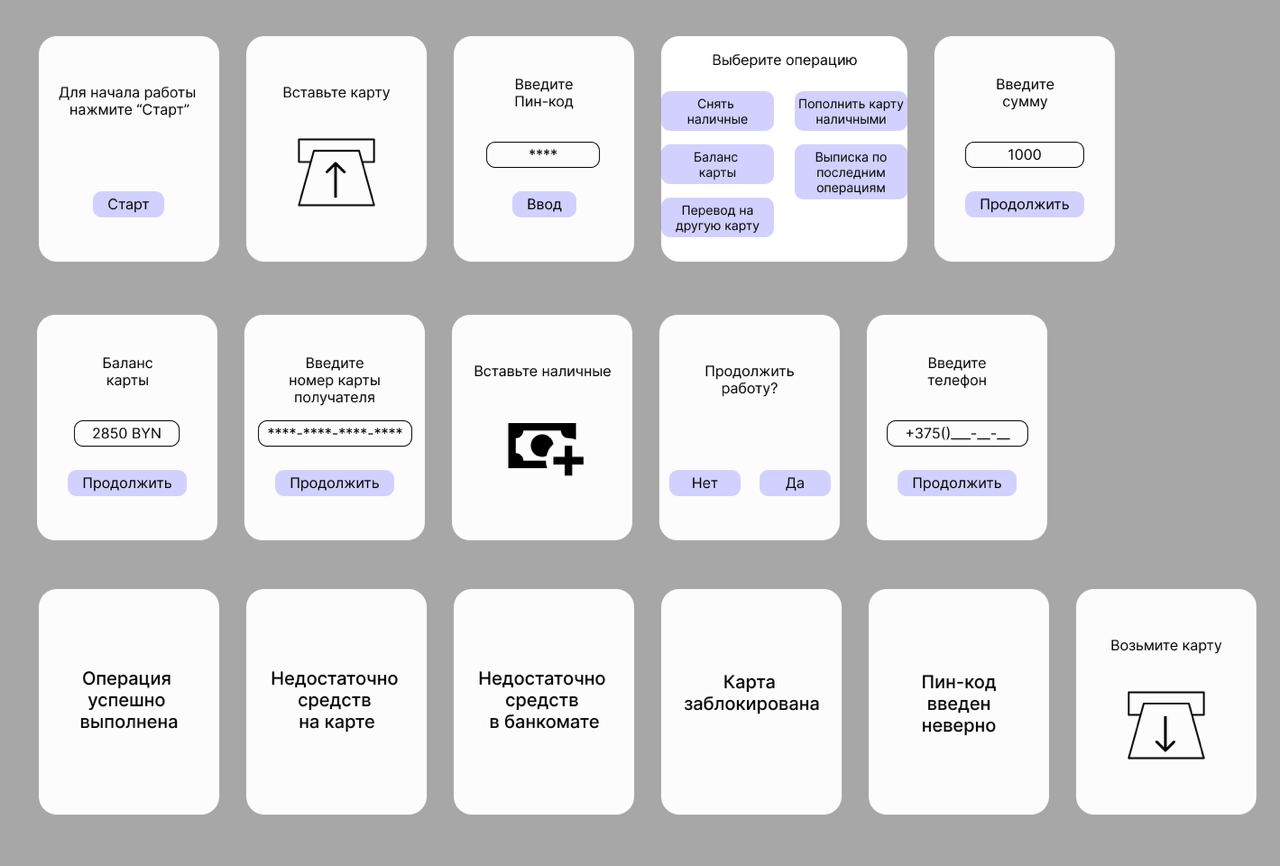 Для начала работы
нажмите “Старт”
Старт
Вставьте карту
Введите
Пин-код
****
Ввод
Выберите операцию
Снять
наличные
Пополнить карту
наличными
Баланс
карты
Выписка по
последним
операциям
Перевод на
другую карту
Введите
сумму
1000
Продолжить
Баланс
карты
2850 BYN
Продолжить
Введите
номер карты
получателя
****-****-****-****
Продолжить
Вставьте наличные
Продолжить
работу?
Нет
Да
Введите
телефон
+375()___-__-__
Продолжить
Операция
успешно
выполнена
Недостаточно
средств
на карте
Недостаточно
средств
в банкомате
Карта
заблокирована
Пин-код
введен
неверно
Возьмите карту